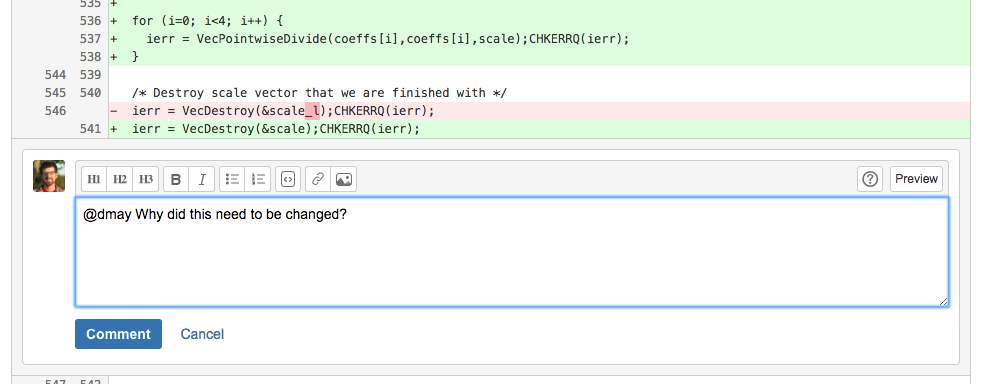 535 +
536 + for (i=0; i<4; i++) {
537 + ierr = VecPointwiseDivide(coeffs[i],coeffs[i],scale);CHKERRQ(ierr);
538 + }
544 539
545 540 /* Destroy scale vector that we are finished with */
546 - ierr = VecDestroy(&scale_l);CHKERRQ(ierr);
541 + ierr = VecDestroy(&scale);CHKERRQ(ierr);
H1 H2 H3 B I Preview
@dmay Why did this need to be changed?
Comment Cancel
547 542